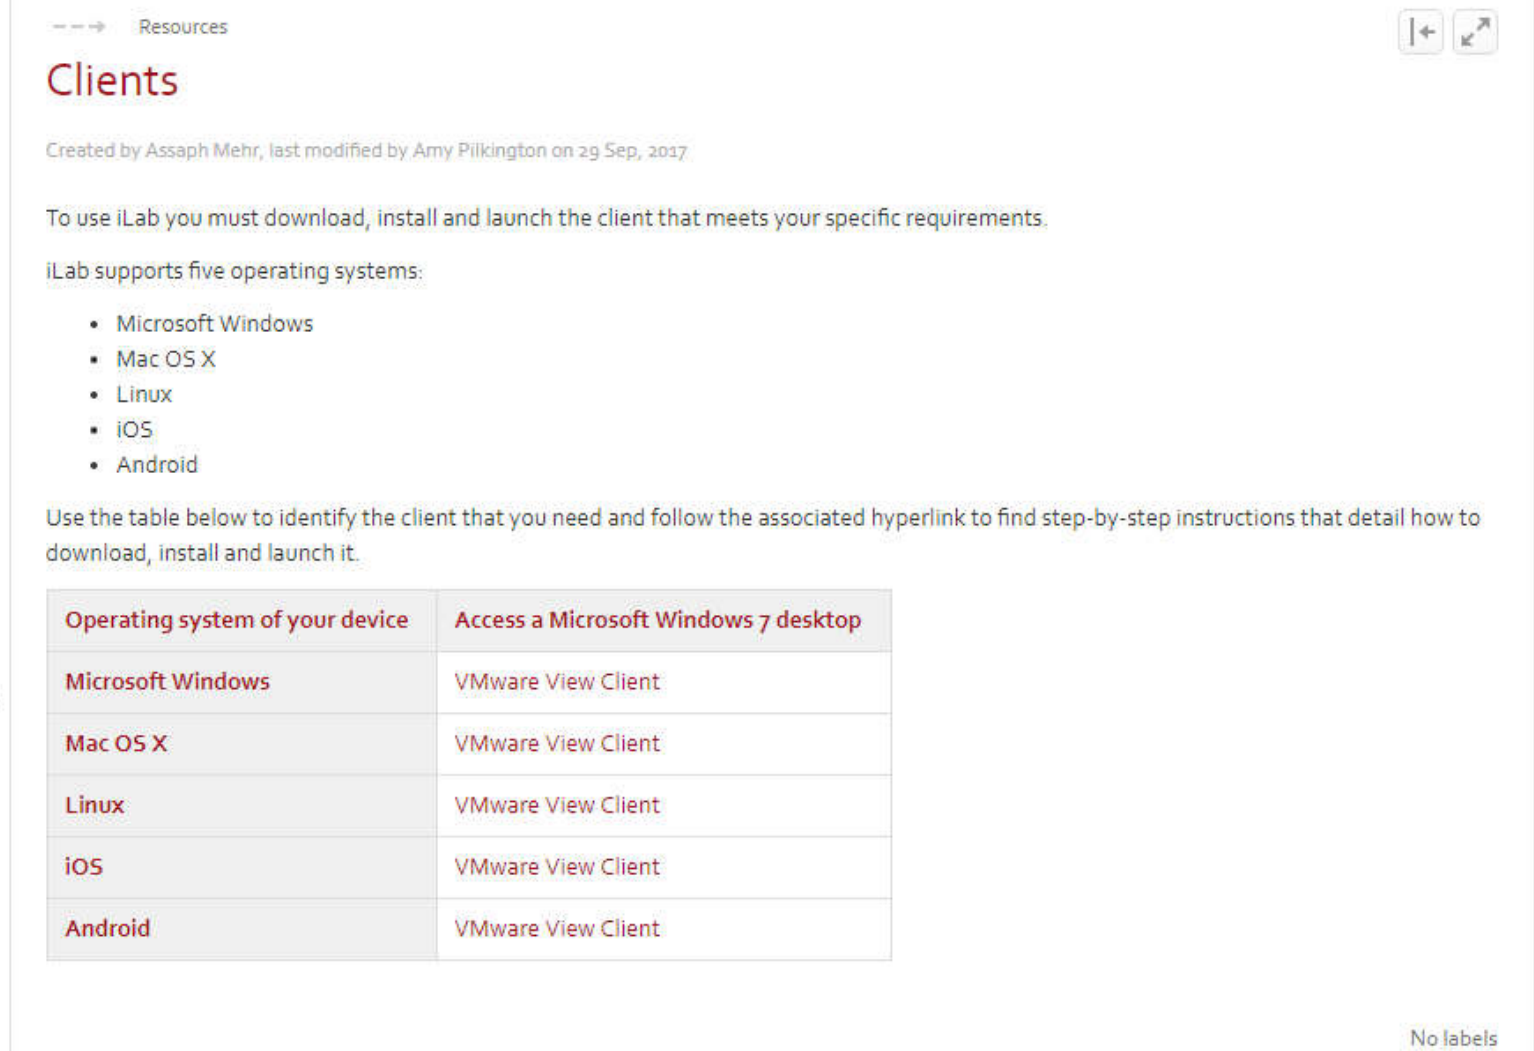 Resources
Clients
Created by Assaph Mehr, last modified by Amy Pilkington on 29 Sep, 2017
To use iLab you must download, install and launch the client that meets your specific requirements.
iLab supports five operating systems:
• Microsoft Windows
• Mac OS X
• Linux
• iOS
• Android
Use the table below to identify the client that you need and follow the associated hyperlink to find step-by-step instructions that detail how to
download, install and launch it.
Operating system of your device Access a Microsoft Windows 7 desktop
Microsoft Windows VMware View Client
Mac OS X VMware View Client
Linux VMware View Client
iOS VMware View Client
Android VMware View Client
No labels